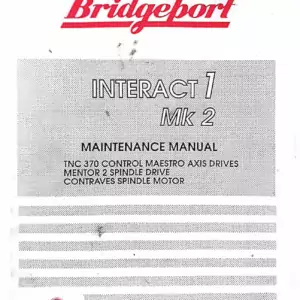 Bridgeport
INTERACT 1
Mk 2
MAINTENANCE MANUAL
TNC 370 CONTROL MAESTRO AXIS DRIVES
MENTOR 2 SPINDLE DRIVE
CONTRAVES SPINDLE MOTOR